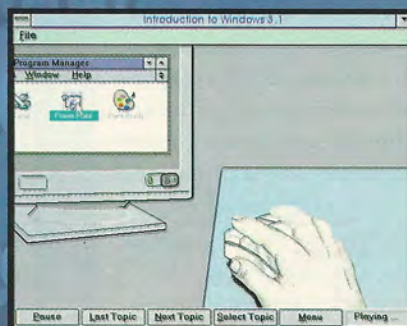 Introduction to Windows 3.1
File
Program Manager
Window Help
Pause Last Topic Next Topic Select Topic Menu Playing ...